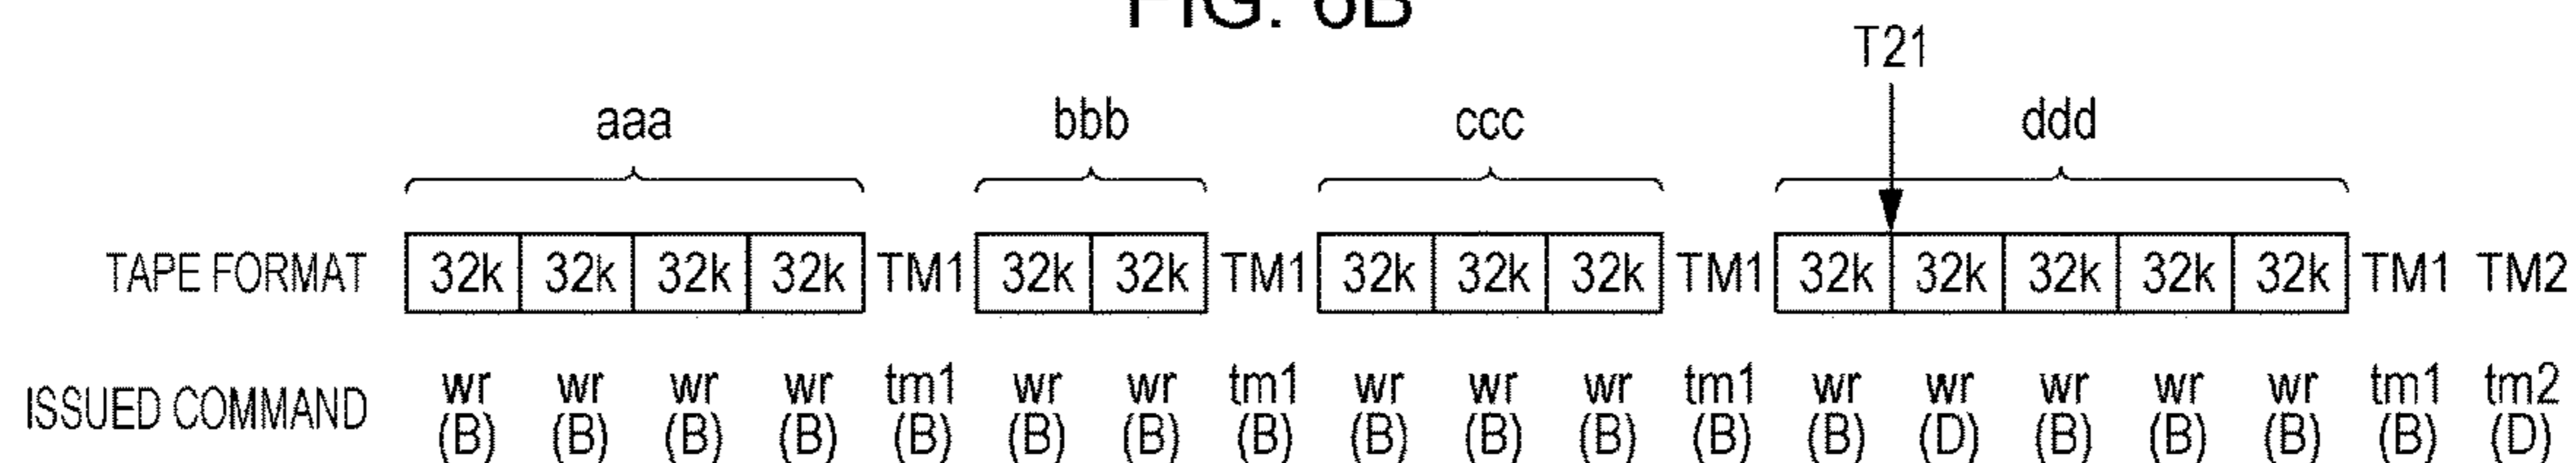 FIG. 6B
T21
aaa bbb ccc ddd
TAPE FORMAT 32k 32k 32k 32k TM1 32k 32k TM1 32k 32k 32k TM1 32k 32k 32k 32k 32k TM1 TM2
wr wr wr wr tm1 wr wr tm1 wr wr wr tm1 wr wr wr wr wr tm1 tm2
ISSUED COMMAND
(B) (B) (B) (B) (B) (B) (B) (B) (B) (B) (B) (B) (B) (D) (B) (B) (B) (B) (D)